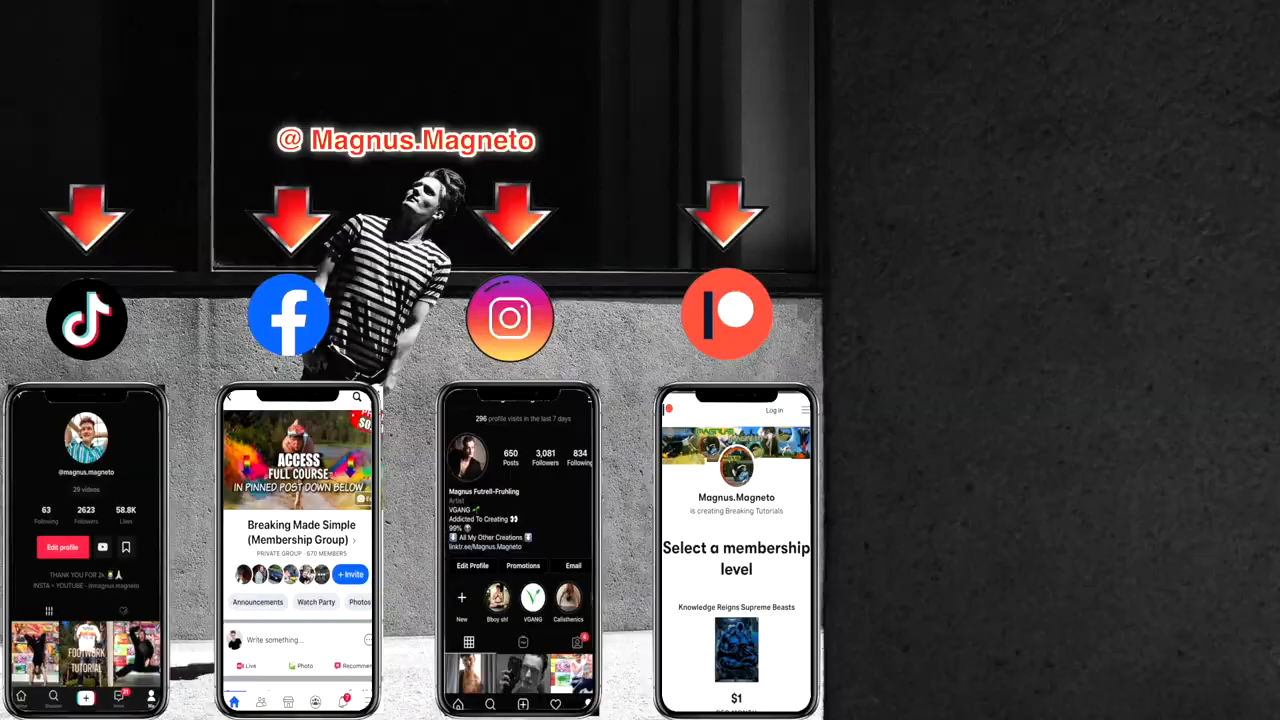 @ Magnus.Magneto
@magnus.magneto
29 videos
63
2623
58.8K
Following
Followers
Likes
Edit profile
THANK YOU FOR 2k
INSTA + YOUTUBE - @magnus.magneto
FOOTWORK
TUTORIAL
ACCESS
FULL COURSE
IN PINNED POST DOWN BELOW
Breaking Made Simple
(Membership Group) ›
PRIVATE GROUP · 670 MEMBERS
+ Invite
Announcements
Watch Party
Photos
Write something...
Live
Photo
Recommen
296 profile visits in the last 7 days
650
3,081
834
Posts
Followers
Following
Magnus Futrell-Fruhling
Artist
VGANG
Addicted To Creating
99%
All My Other Creations
linktr.ee/Magnus.Magneto
Edit Profile
Promotions
Email
New
Bboy sh!
VGANG
Calisthenics
Log in
Magnus.Magneto
is creating Breaking Tutorials
Select a membership
level
Knowledge Reigns Supreme Beasts
$1